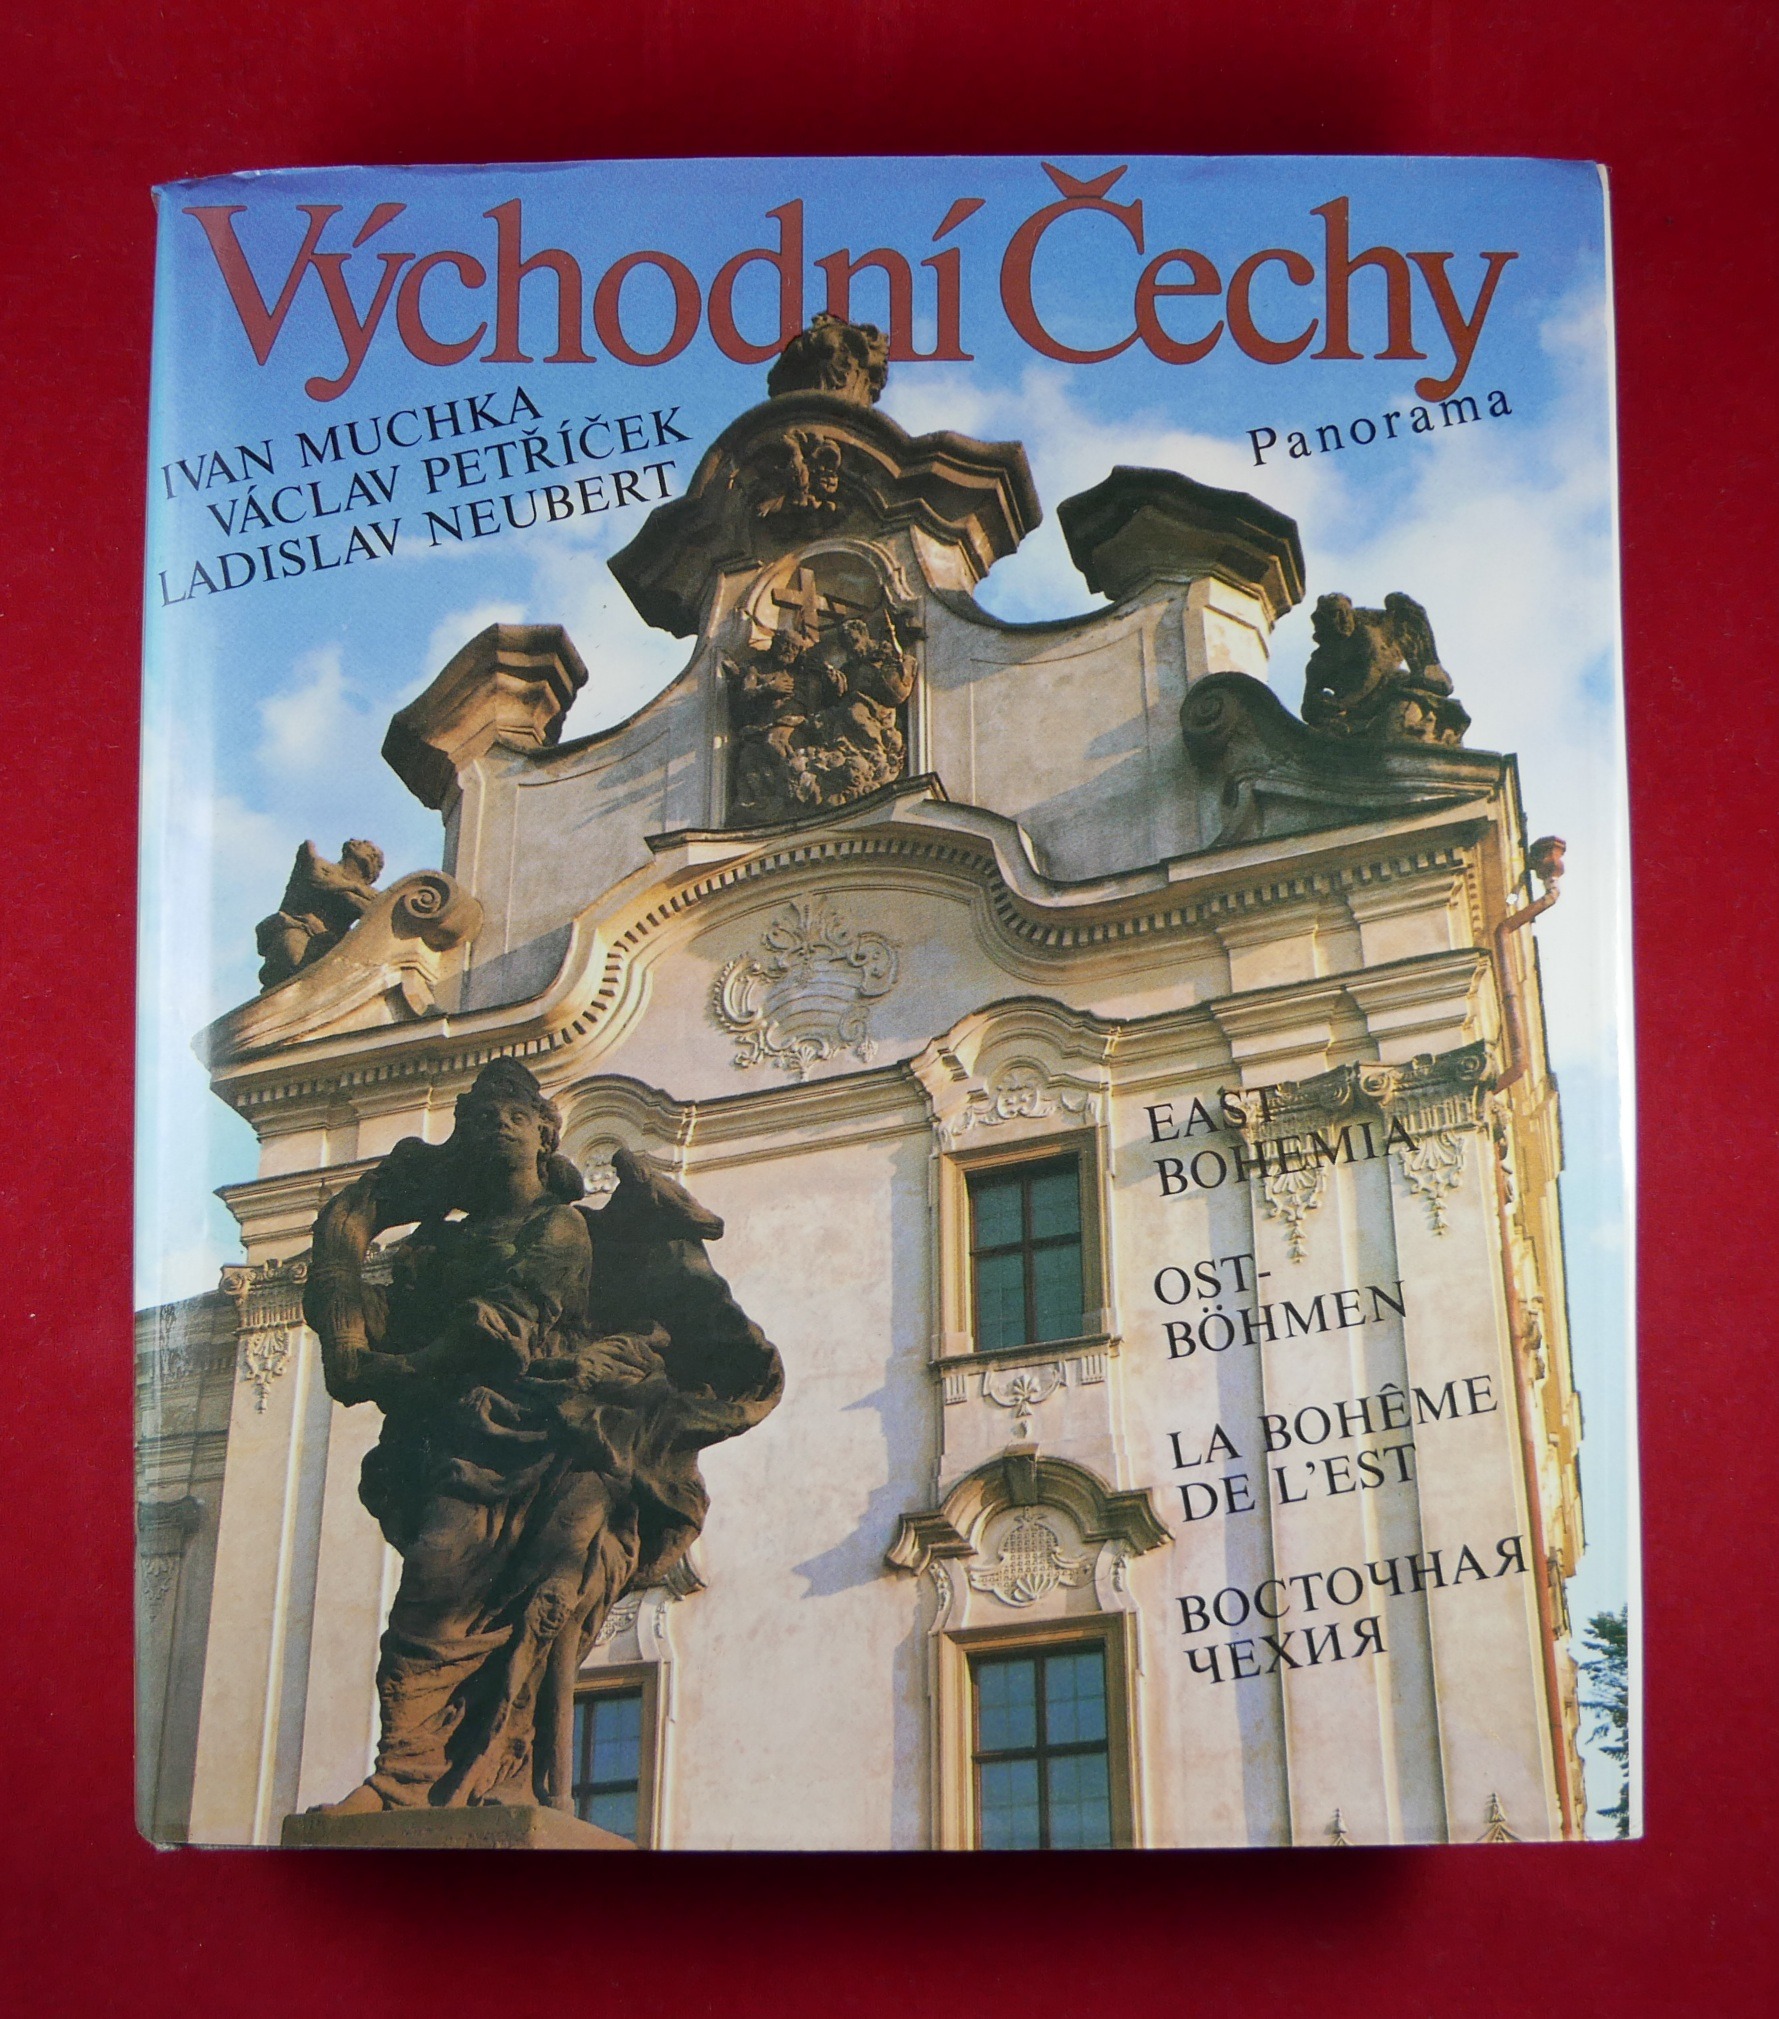 Východní Čechy
IVAN MUCHKA
VÁCLAV PETŘÍČEK
LADISLAV NEUBERT
Panorama
EAST
BOHEMIA
OST-
BÖHMEN
LA BOHÊME
DE L'EST
ВОСТОЧНАЯ
ЧЕХИЯ